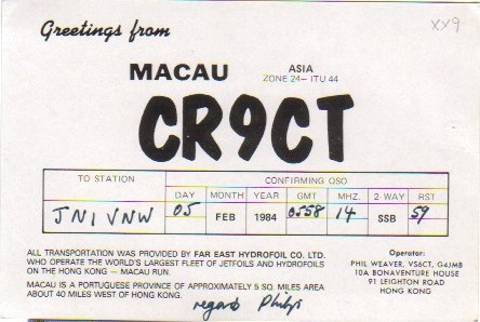 Greetings from
xx9
MACAU
ASIA
ZONE 24- ITU 44
CR9CT
TO STATION
CONFIRMING QSO
DAY MONTH YEAR GMT MHZ. 2-WAY RST
JN1VNW 05 FEB 1984 0558 14 SSB 59
ALL TRANSPORTATION WAS PROVIDED BY FAR EAST HYDROFOIL CO. LTD.
WHO OPERATE THE WORLD'S LARGEST FLEET OF JETFOILS AND HYDROFOILS
ON THE HONG KONG — MACAU RUN.
MACAU IS A PORTUGUESE PROVINCE OF APPROXIMATELY 5 SQ. MILES AREA
ABOUT 40 MILES WEST OF HONG KONG.
Operator:
PHIL WEAVER, VS6CT, G4JMB
10A BONAVENTURE HOUSE
91 LEIGHTON ROAD
HONG KONG
regards